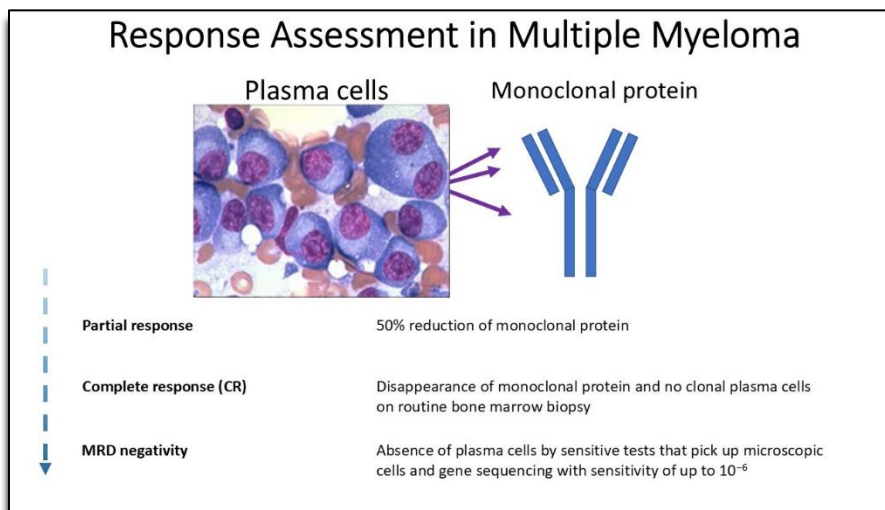 Response Assessment in Multiple Myeloma
Plasma cells
Monoclonal protein
Partial response
50% reduction of monoclonal protein
Complete response (CR)
Disappearance of monoclonal protein and no clonal plasma cells
on routine bone marrow biopsy
MRD negativity
Absence of plasma cells by sensitive tests that pick up microscopic
cells and gene sequencing with sensitivity of up to 10⁻⁶